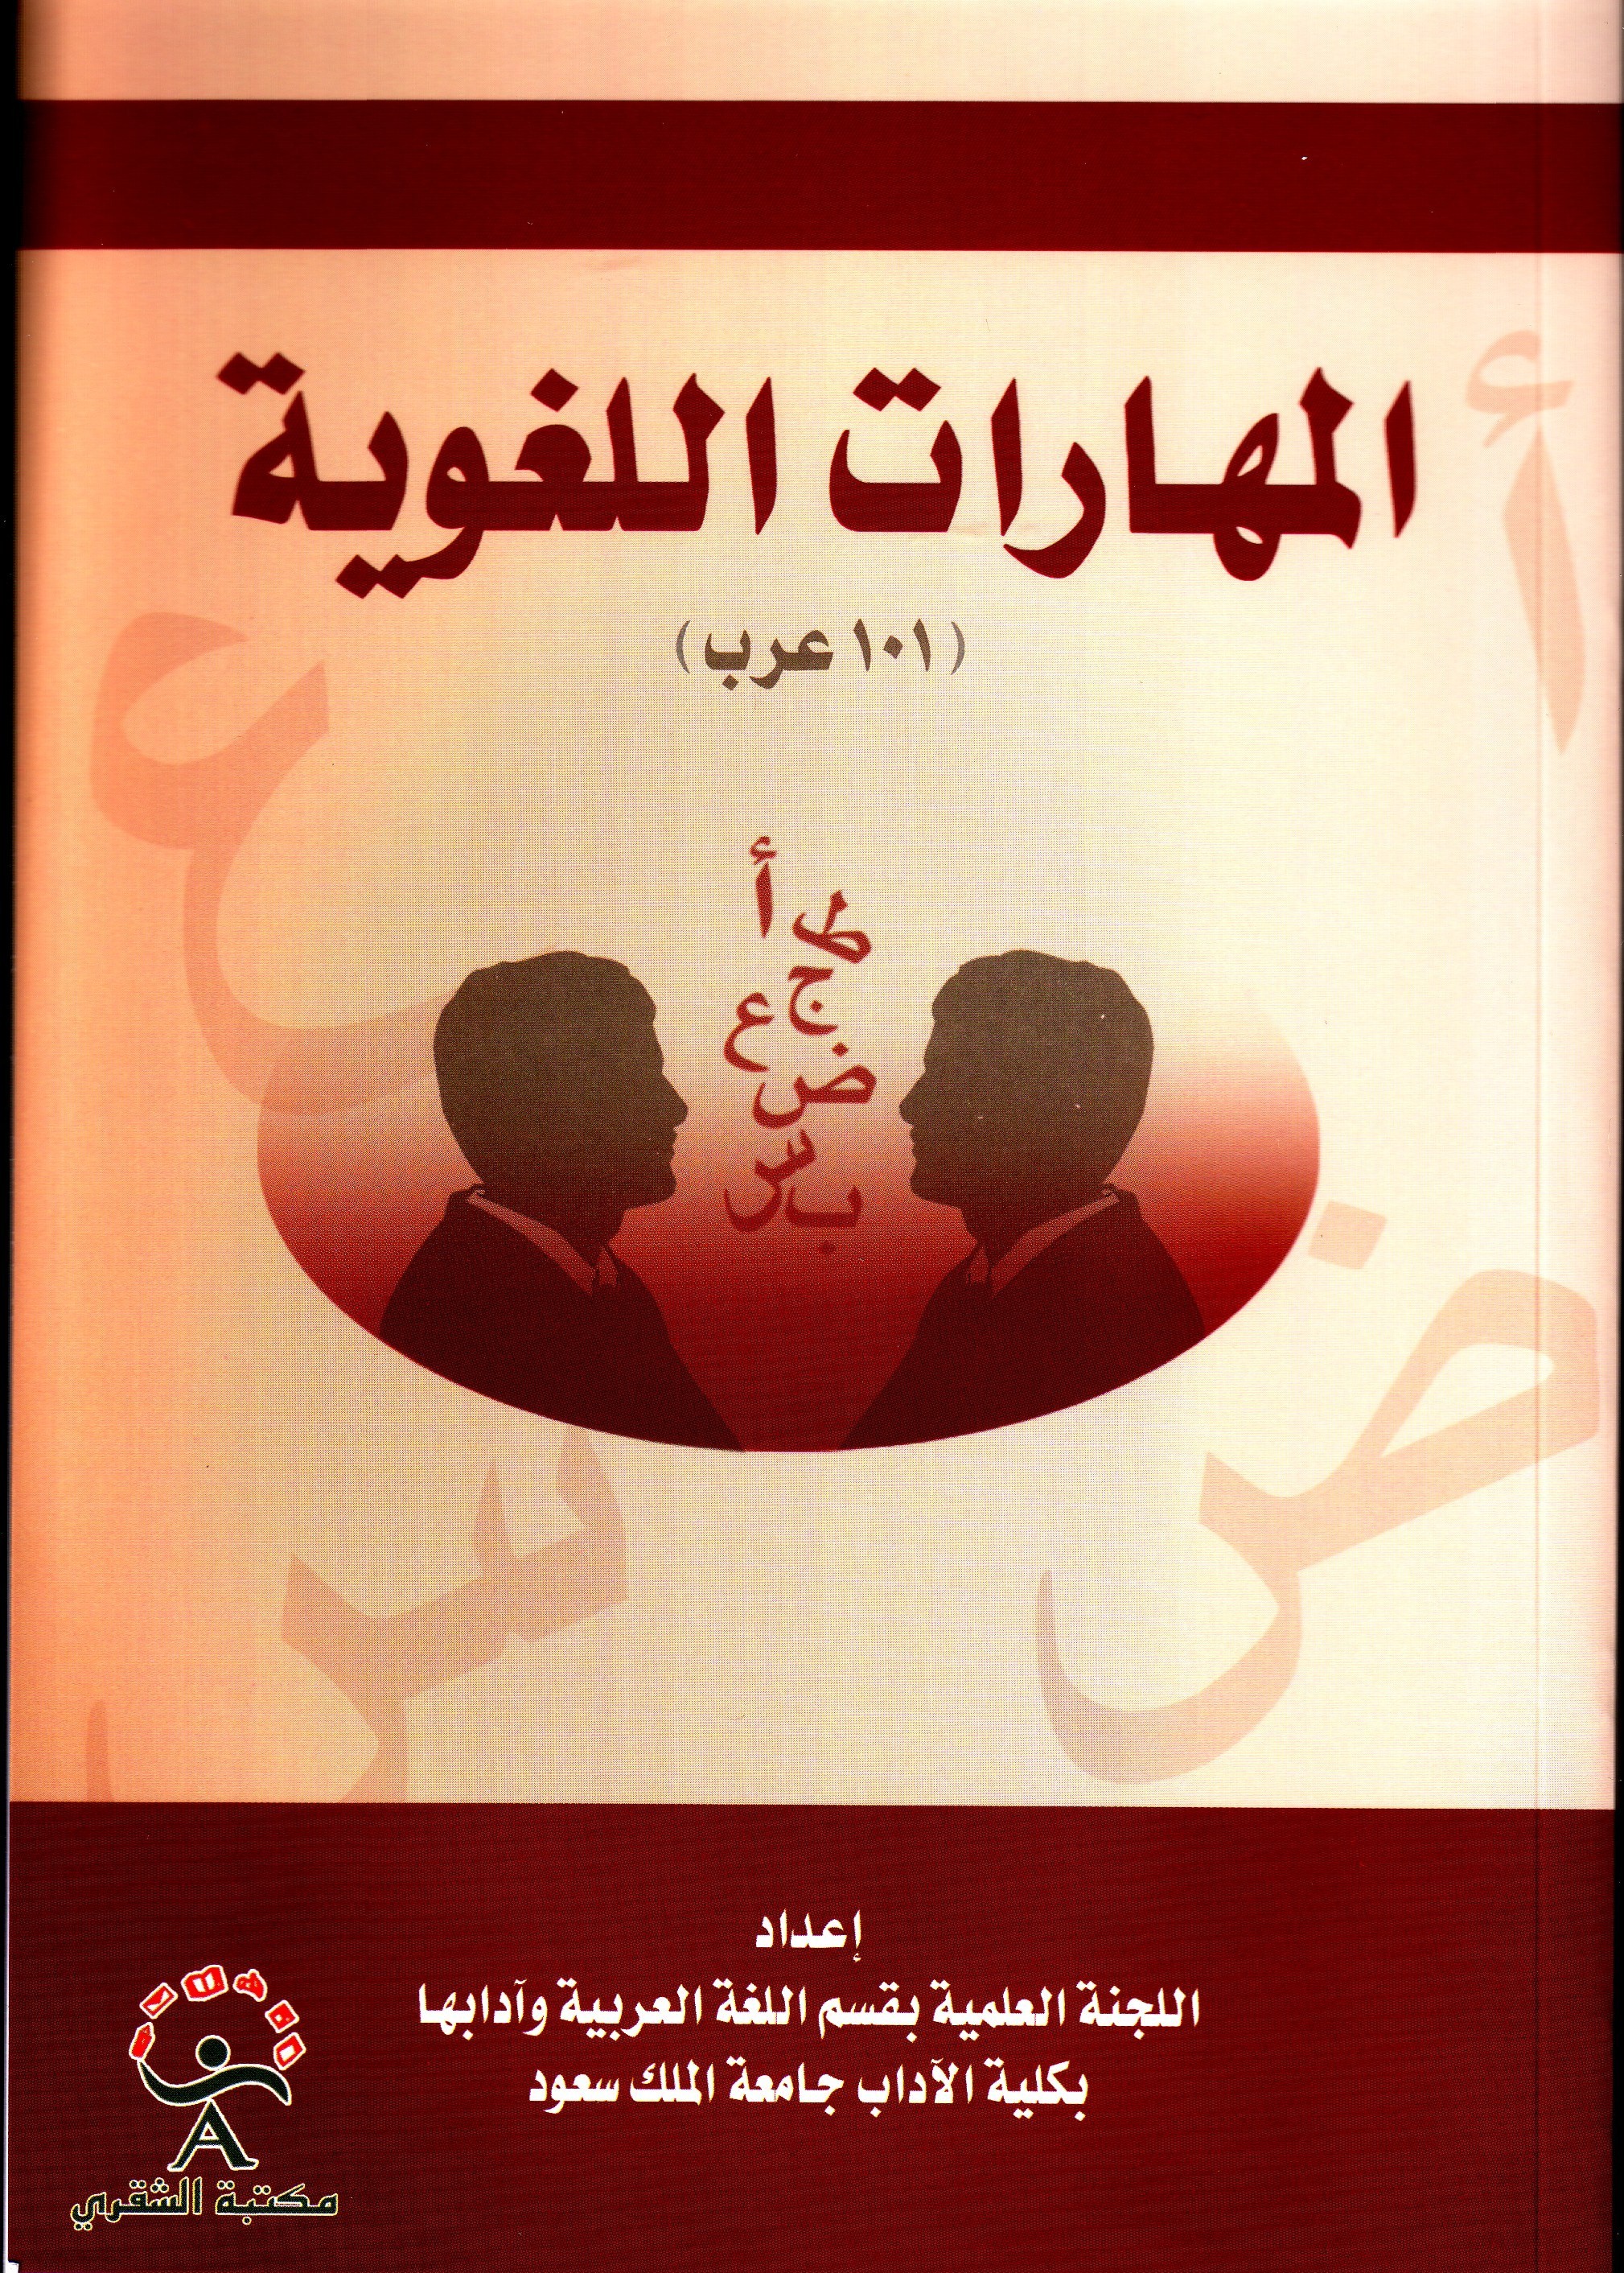 المهارات اللغوية
(١٠١ عرب)
أ
ط
ج
ع
ض
س
ب
إعداد
اللجنة العلمية بقسم اللغة العربية وآدابها
بكلية الآداب جامعة الملك سعود
مكتبة الشقري